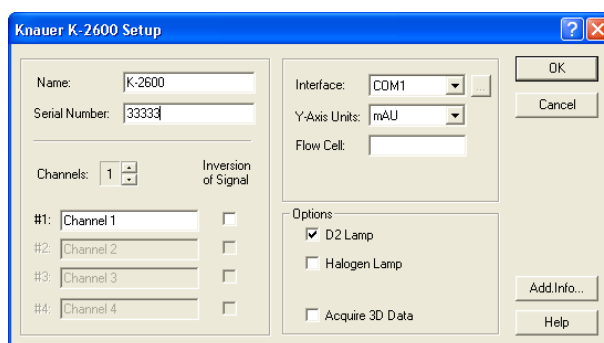 Knauer K-2600 Setup
Name: K-2600
Serial Number: 33333
Channels: 1
Inversion
of Signal
#1: Channel 1
#2: Channel 2
#3: Channel 3
#4: Channel 4
Interface: COM1 ...
Y-Axis Units: mAU
Flow Cell:
Options
D2 Lamp
Halogen Lamp
Acquire 3D Data
OK
Cancel
Add.Info...
Help